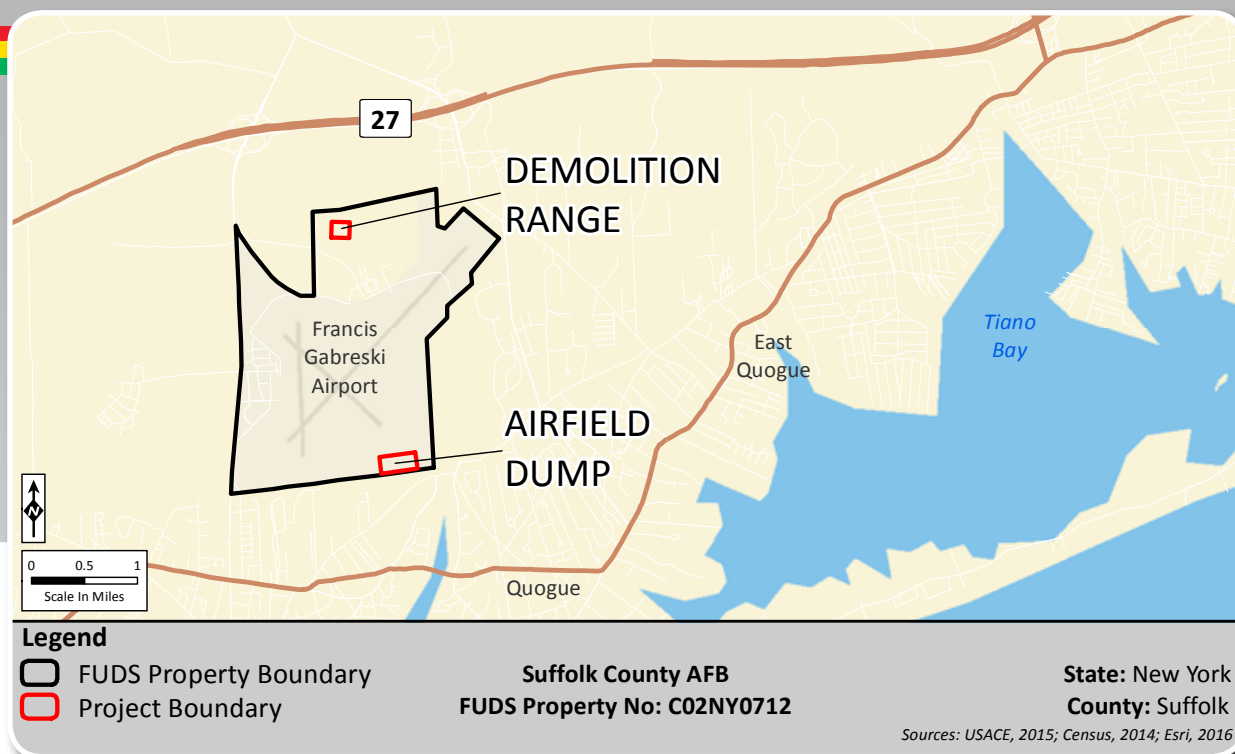 27
DEMOLITION
RANGE
Francis
Gabreski
Airport
East
Quogue
Tiano
Bay
AIRFIELD
DUMP
N
0 0.5 1
Scale In Miles
Quogue
Legend
FUDS Property Boundary
Project Boundary
Suffolk County AFB
FUDS Property No: C02NY0712
State: New York
County: Suffolk
Sources: USACE, 2015; Census, 2014; Esri, 2016